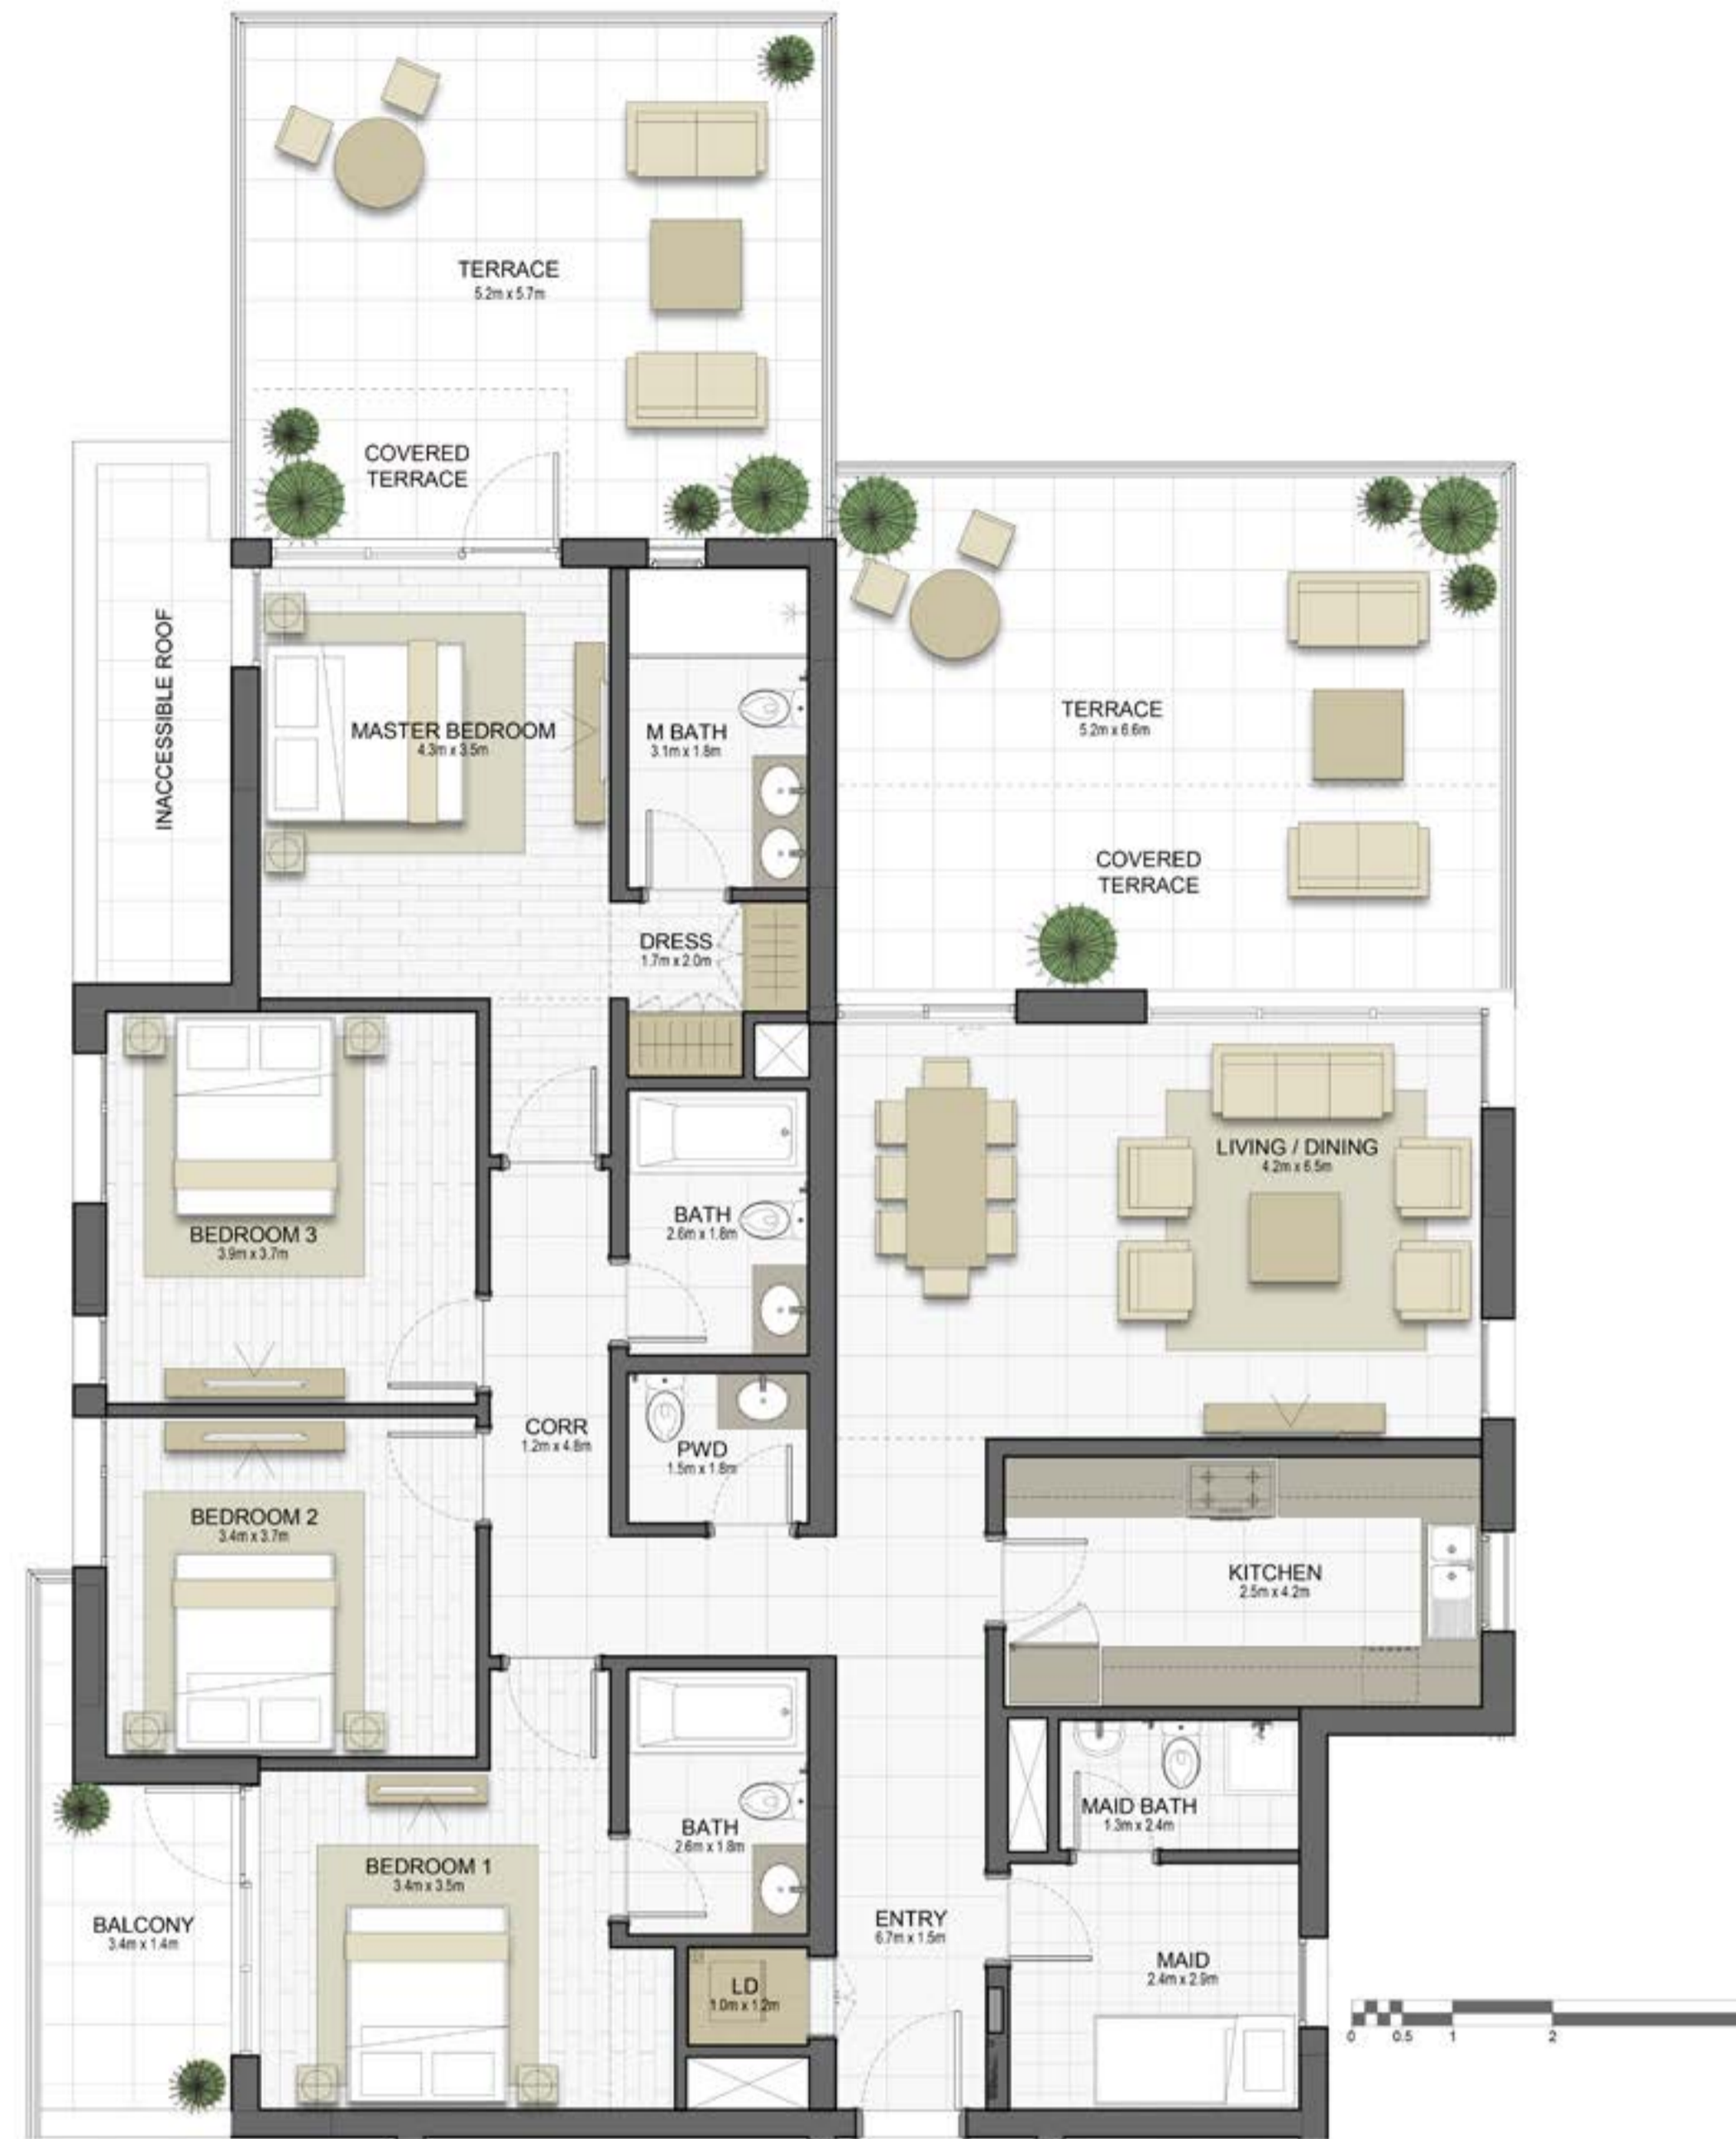 TERRACE
5.2m x 5.7m
COVERED
TERRACE
INACCESSIBLE ROOF
MASTER BEDROOM
4.3m x 3.5m
M BATH
3.1m x 1.8m
TERRACE
5.2m x 6.6m
COVERED
TERRACE
DRESS
1.7m x 2.0m
LIVING / DINING
4.2m x 6.5m
BEDROOM 3
3.9m x 3.7m
BATH
2.6m x 1.8m
CORR
1.2m x 4.8m
PWD
1.5m x 1.8m
BEDROOM 2
3.4m x 3.7m
KITCHEN
2.5m x 4.2m
MAID BATH
1.3m x 2.4m
BATH
2.6m x 1.8m
BEDROOM 1
3.4m x 3.5m
BALCONY
3.4m x 1.4m
ENTRY
6.7m x 1.5m
MAID
2.4m x 2.9m
LD
1.0m x 1.2m
0 0.5 1 2